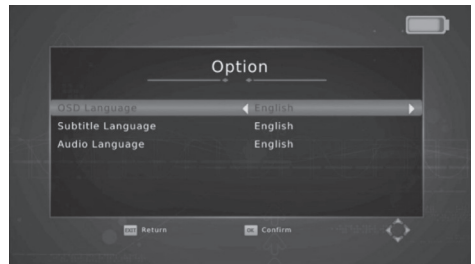 Option
OSD Language English
Subtitle Language English
Audio Language English
EXIT Return OK Confirm